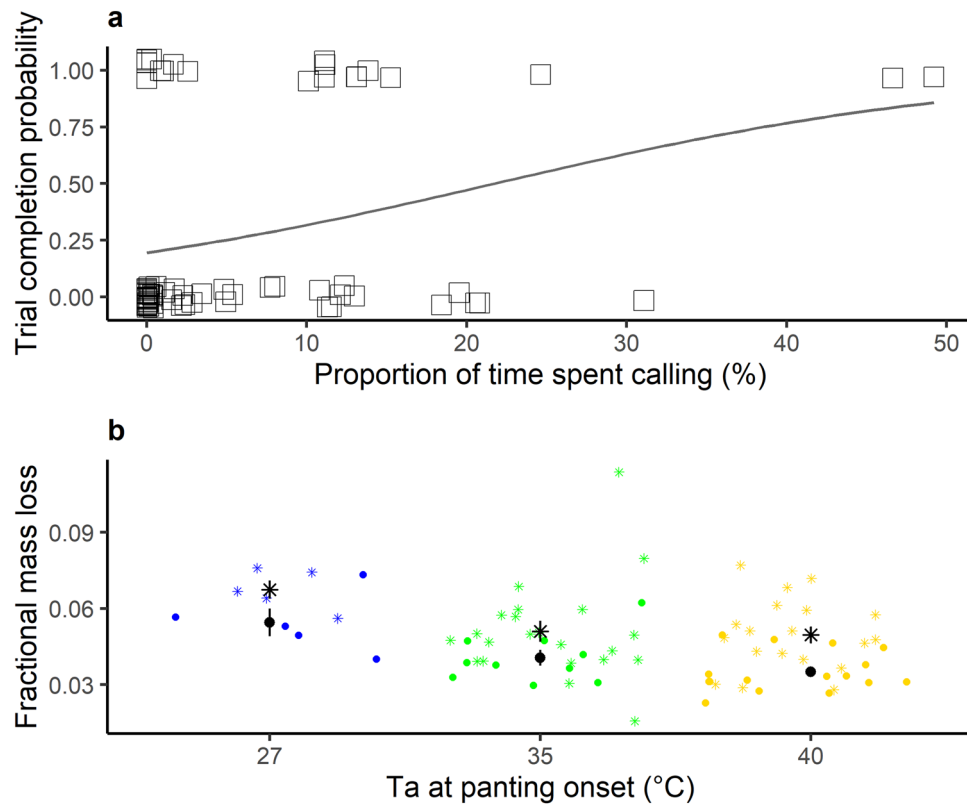 a
Trial completion probability
1.00
0.75
0.50
0.25
0.00
0 10 20 30 40 50
Proportion of time spent calling (%)
b
Fractional mass loss
0.09
0.06
0.03
27 35 40
Ta at panting onset (°C)